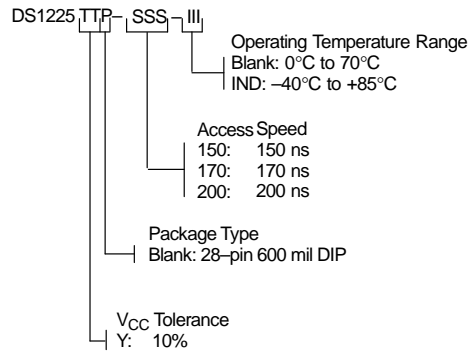 DS1225 TTP– SSS –III
Operating Temperature Range
Blank: 0°C to 70°C
IND: –40°C to +85°C
Access Speed
150: 150 ns
170: 170 ns
200: 200 ns
Package Type
Blank: 28–pin 600 mil DIP
VCC Tolerance
Y: 10%